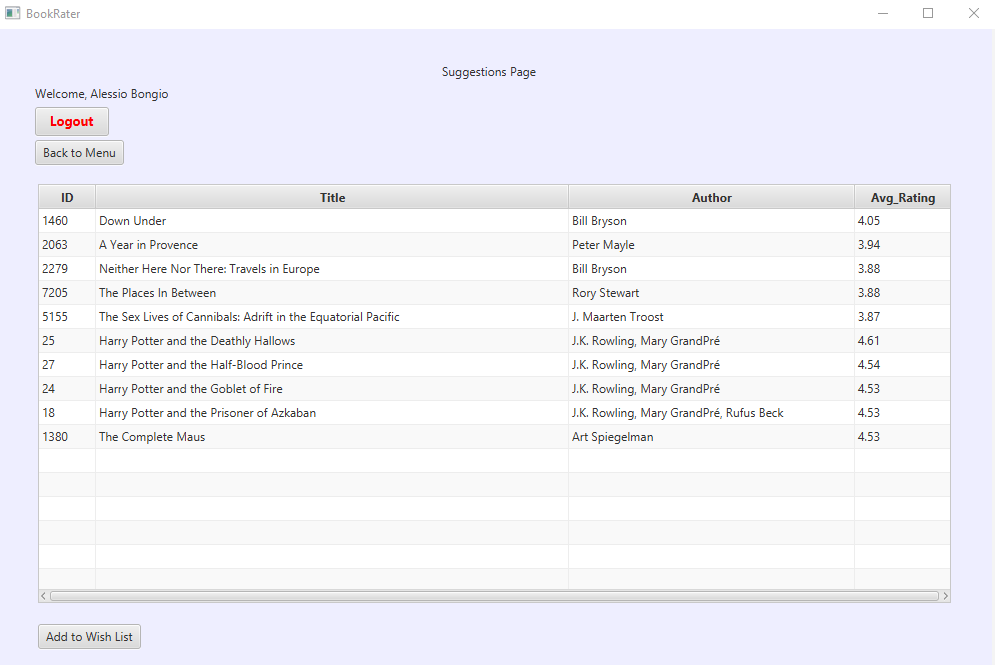 BookRater
Suggestions Page
Welcome, Alessio Bongio
Logout
Back to Menu
ID Title Author Avg_Rating
1460 Down Under Bill Bryson 4.05
2063 A Year in Provence Peter Mayle 3.94
2279 Neither Here Nor There: Travels in Europe Bill Bryson 3.88
7205 The Places In Between Rory Stewart 3.88
5155 The Sex Lives of Cannibals: Adrift in the Equatorial Pacific J. Maarten Troost 3.87
25 Harry Potter and the Deathly Hallows J.K. Rowling, Mary GrandPré 4.61
27 Harry Potter and the Half-Blood Prince J.K. Rowling, Mary GrandPré 4.54
24 Harry Potter and the Goblet of Fire J.K. Rowling, Mary GrandPré 4.53
18 Harry Potter and the Prisoner of Azkaban J.K. Rowling, Mary GrandPré, Rufus Beck 4.53
1380 The Complete Maus Art Spiegelman 4.53
Add to Wish List